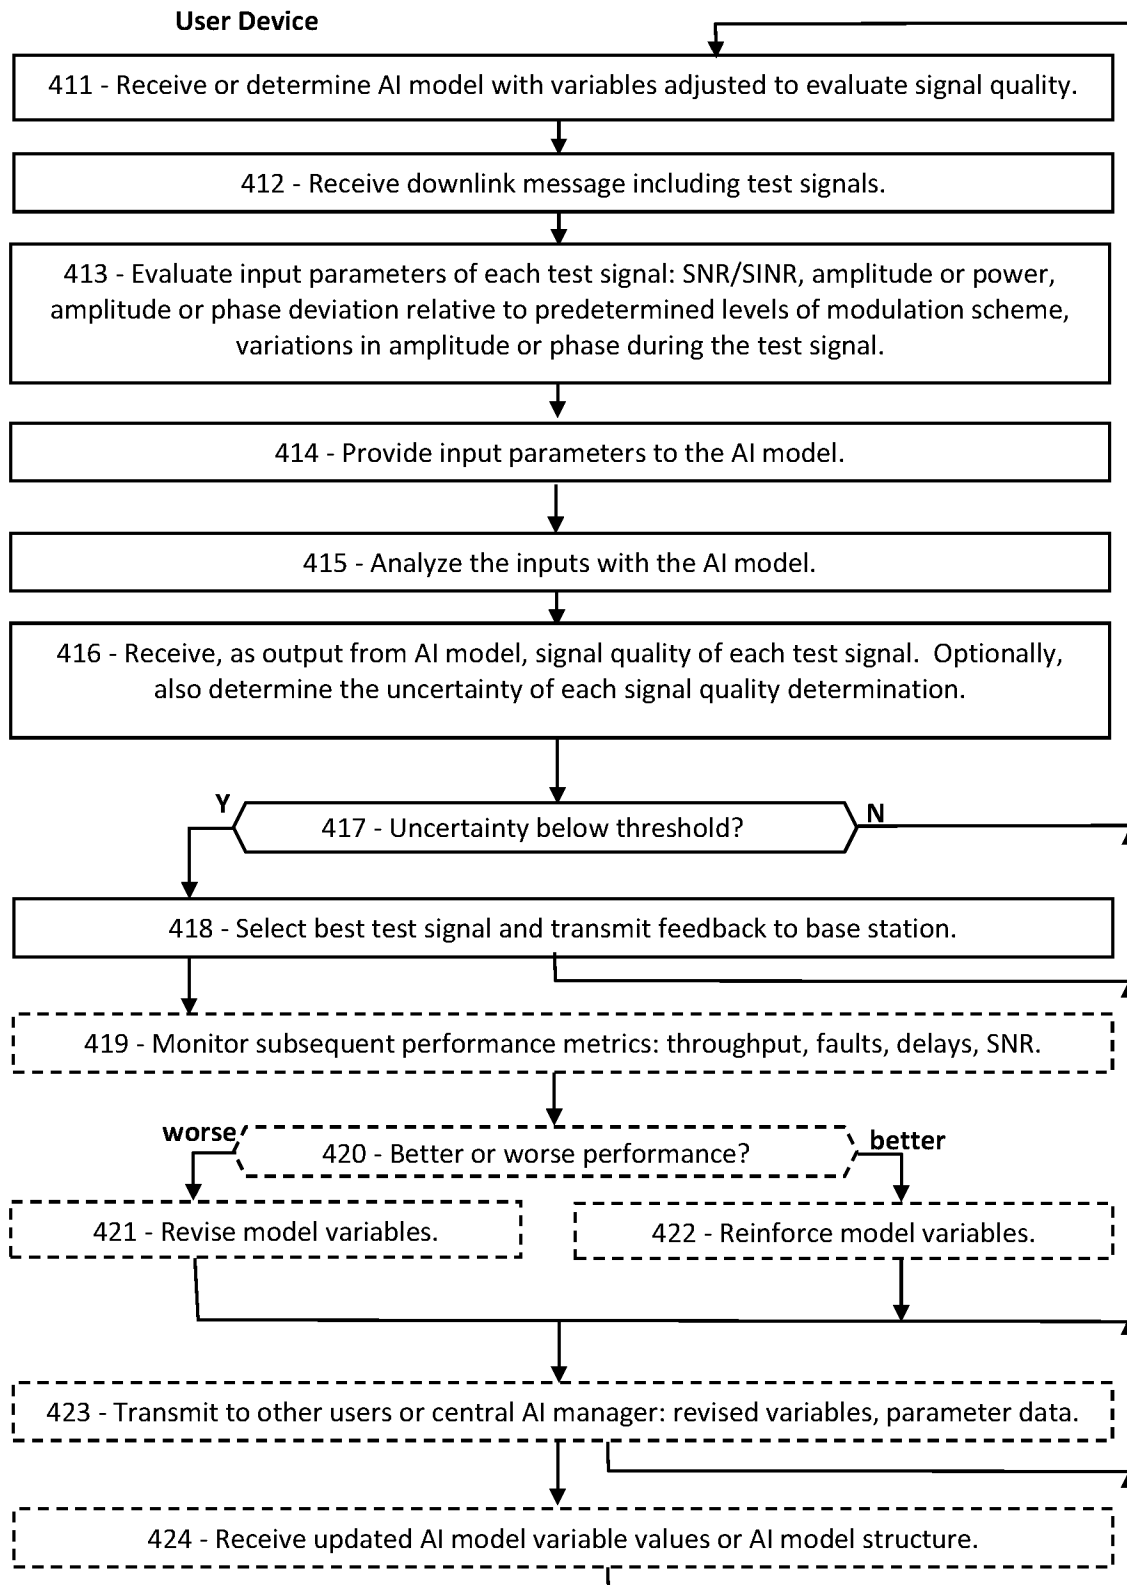 User Device
411 - Receive or determine AI model with variables adjusted to evaluate signal quality.
412 - Receive downlink message including test signals.
413 - Evaluate input parameters of each test signal: SNR/SINR, amplitude or power,
amplitude or phase deviation relative to predetermined levels of modulation scheme,
variations in amplitude or phase during the test signal.
414 - Provide input parameters to the AI model.
415 - Analyze the inputs with the AI model.
416 - Receive, as output from AI model, signal quality of each test signal.  Optionally,
also determine the uncertainty of each signal quality determination.
Y
417 - Uncertainty below threshold?
N
418 - Select best test signal and transmit feedback to base station.
419 - Monitor subsequent performance metrics: throughput, faults, delays, SNR.
worse
420 - Better or worse performance?
better
421 - Revise model variables.
422 - Reinforce model variables.
423 - Transmit to other users or central AI manager: revised variables, parameter data.
424 - Receive updated AI model variable values or AI model structure.